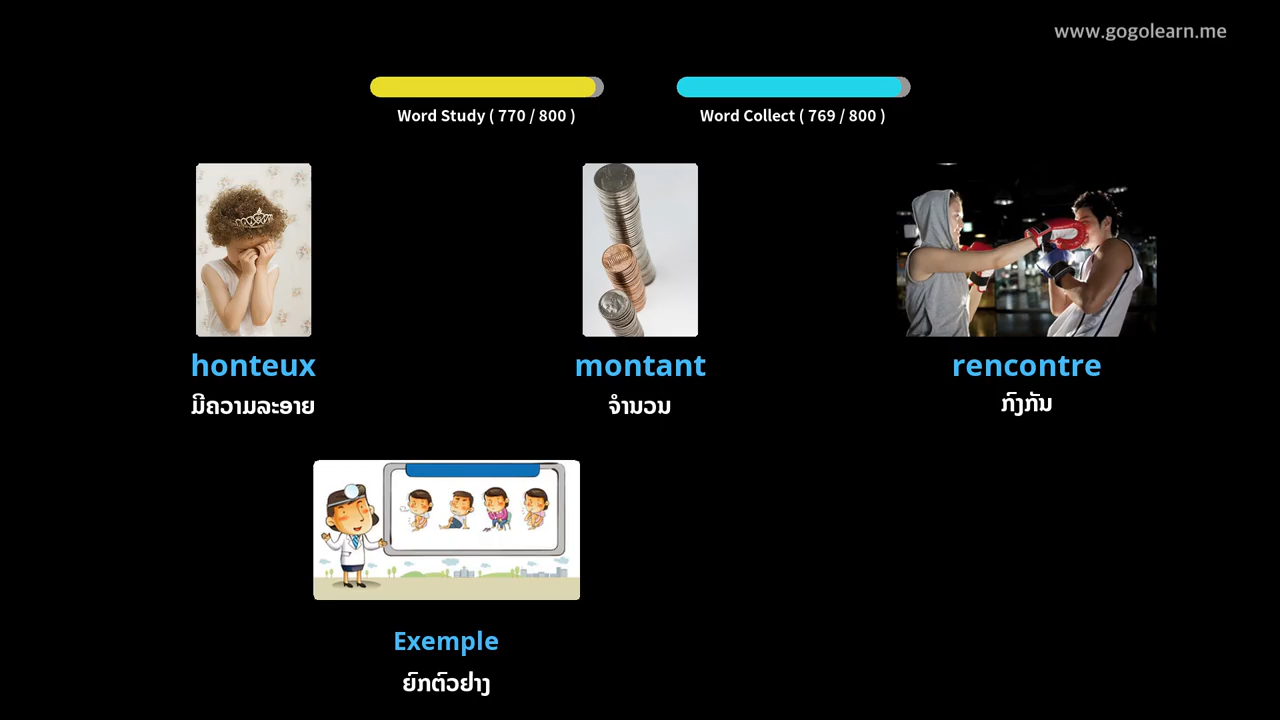 www.gogolearn.me
Word Study ( 770 / 800 )
Word Collect ( 769 / 800 )
honteux
montant
rencontre
ມີຄວາມລະອາຍ
ຈຳນວນ
ກົງກັນ
Exemple
ຍົກຕົວຢ່າງ